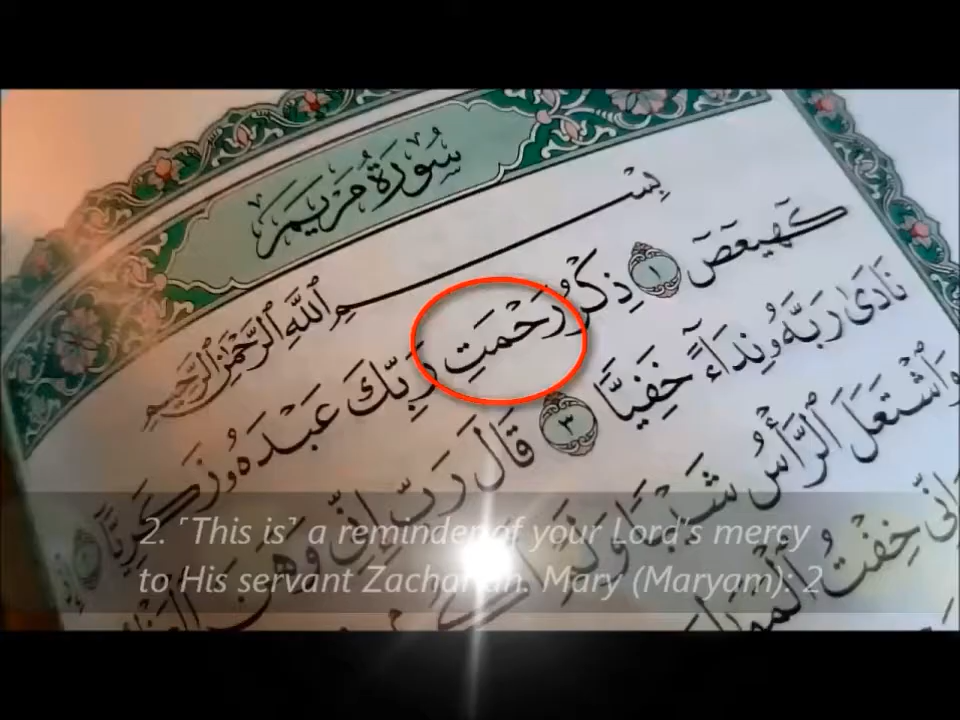 سُورَةُ مَرْيَمَ
بِسْمِ ٱللَّهِ ٱلرَّحْمَٰنِ ٱلرَّحِيمِ
كٓهيعٓصٓ ١ ذِكْرُ رَحْمَتِ رَبِّكَ عَبْدَهُۥ زَكَرِيَّآ
نَادَىٰ رَبَّهُۥ نِدَآءً خَفِيًّا ٣ قَالَ رَبِّ إِنِّى وَهَنَ
وَٱشْتَعَلَ ٱلرَّأْسُ شَيْبًا وَلَمْ
خِفْتُ
2. ˹This is˺ a reminder of your Lord's mercy
to His servant Zachariah. Mary (Maryam): 2